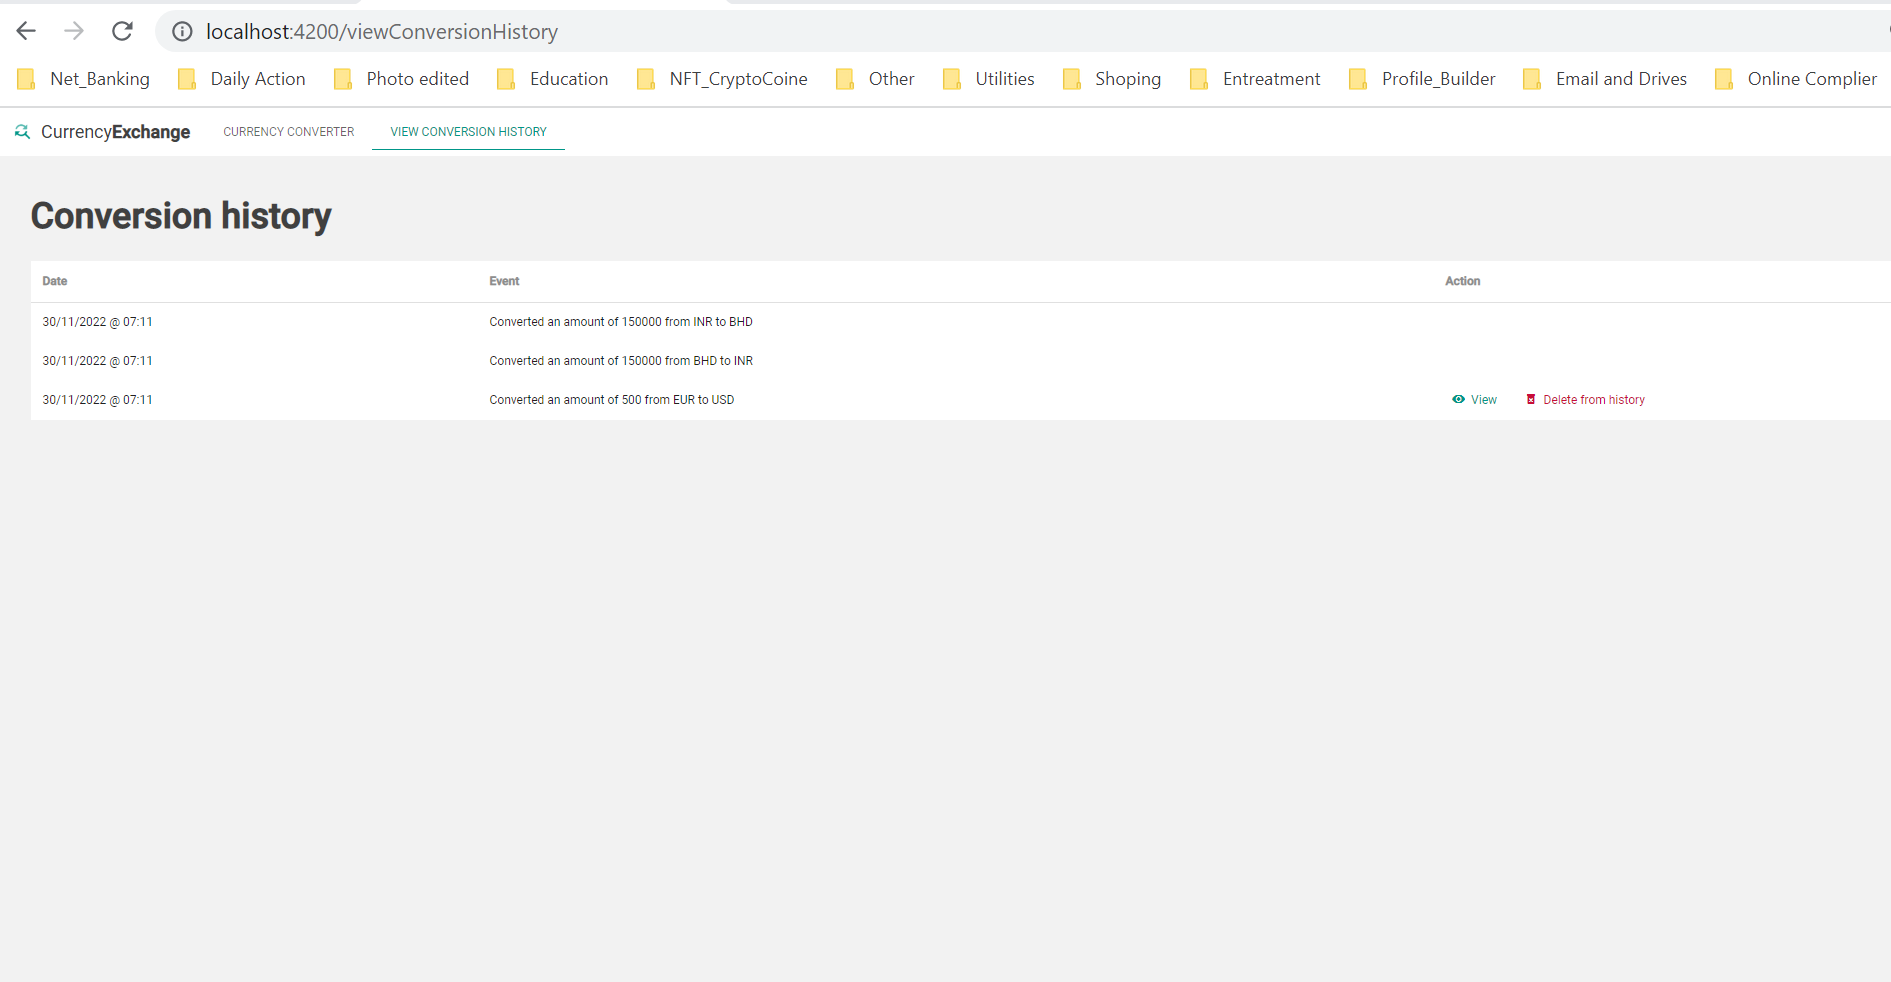 localhost:4200/viewConversionHistory
Net_Banking Daily Action Photo edited Education NFT_CryptoCoine Other Utilities Shoping Entreatment Profile_Builder Email and Drives Online Complier
CurrencyExchange CURRENCY CONVERTER VIEW CONVERSION HISTORY
Conversion history
Date Event Action
30/11/2022 @ 07:11 Converted an amount of 150000 from INR to BHD
30/11/2022 @ 07:11 Converted an amount of 150000 from BHD to INR
30/11/2022 @ 07:11 Converted an amount of 500 from EUR to USD View Delete from history